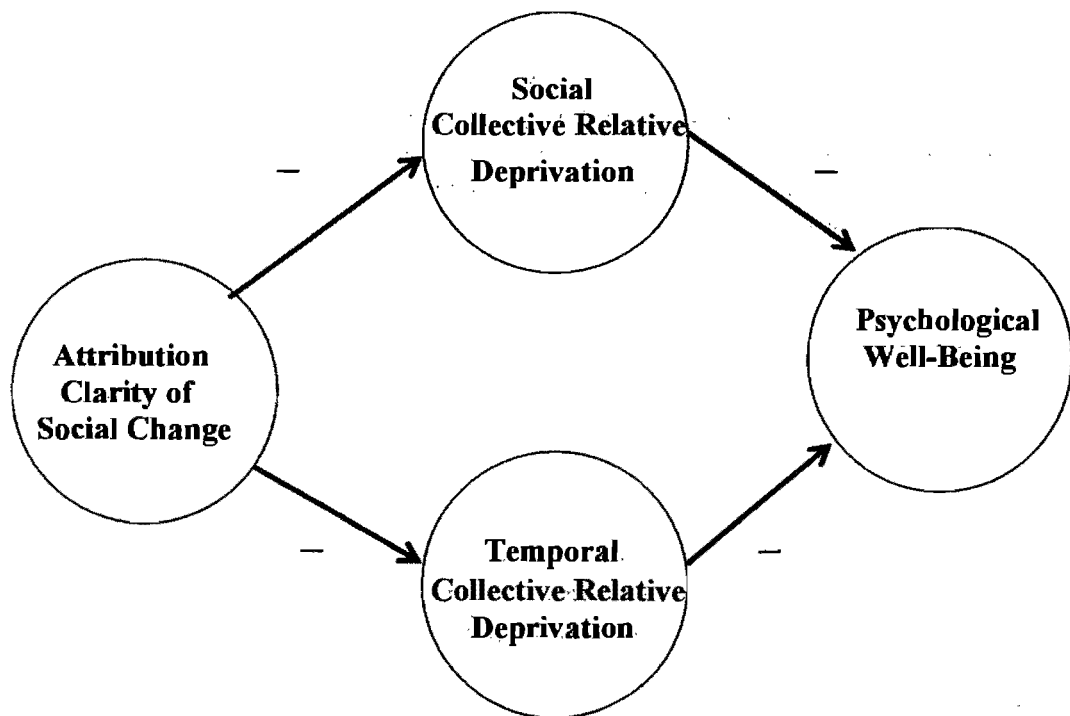 Social
Collective Relative
Deprivation
–
–
Psychological
Well-Being
Attribution
Clarity of
Social Change
–
–
Temporal
Collective Relative
Deprivation